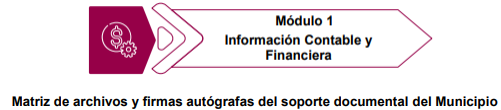 Módulo 1
Información Contable y
Financiera
Matriz de archivos y firmas autógrafas del soporte documental del Municipio